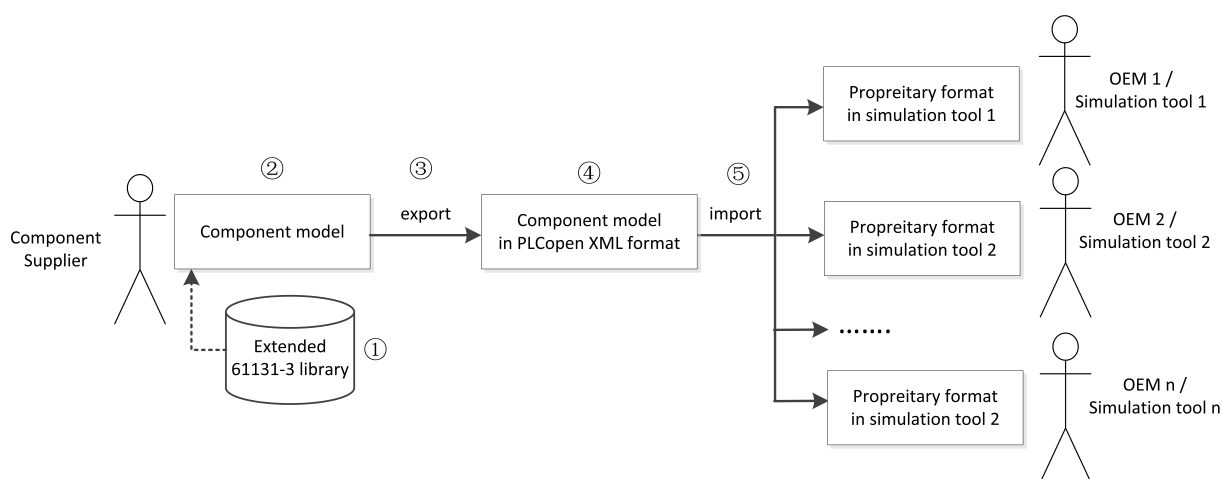 Component
Supplier
②
Component model
Extended
61131-3 library
①
③
export
④
Component model
in PLCopen XML format
⑤
import
Propreitary format
in simulation tool 1
OEM 1 /
Simulation tool 1
Propreitary format
in simulation tool 2
OEM 2 /
Simulation tool 2
.......
Propreitary format
in simulation tool 2
OEM n /
Simulation tool n